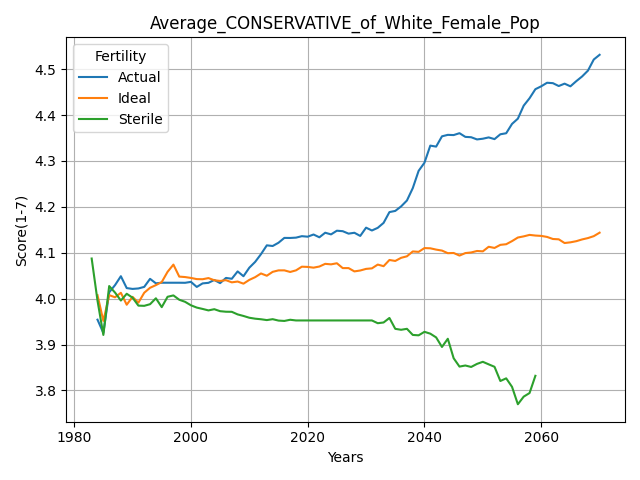 Average_CONSERVATIVE_of_White_Female_Pop
Fertility
Actual
Ideal
Sterile
Score(1-7)
4.5
4.4
4.3
4.2
4.1
4.0
3.9
3.8
1980
2000
2020
2040
2060
Years